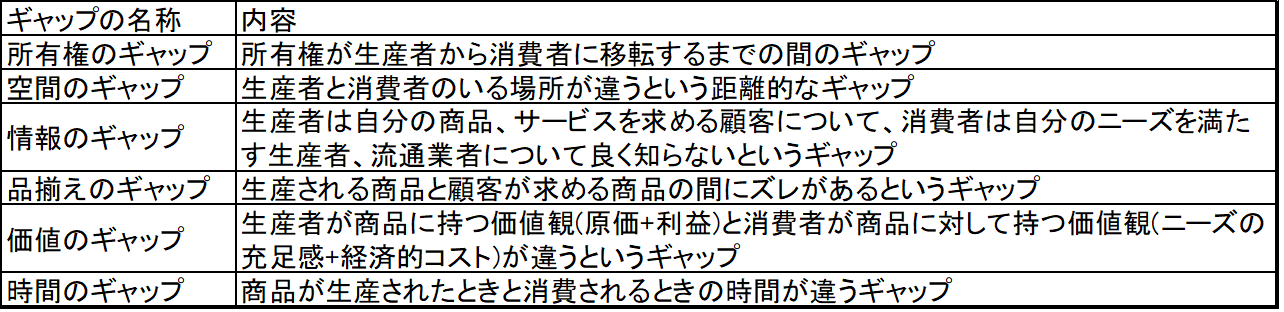 ギャップの名称 内容
所有権のギャップ 所有権が生産者から消費者に移転するまでの間のギャップ
空間のギャップ 生産者と消費者のいる場所が違うという距離的なギャップ
情報のギャップ 生産者は自分の商品、サービスを求める顧客について、消費者は自分のニーズを満た
す生産者、流通業者について良く知らないというギャップ
品揃えのギャップ 生産される商品と顧客が求める商品の間にズレがあるというギャップ
価値のギャップ 生産者が商品に持つ価値観(原価+利益)と消費者が商品に対して持つ価値観(ニーズの
充足感+経済的コスト)が違うというギャップ
時間のギャップ 商品が生産されたときと消費されるときの時間が違うギャップ